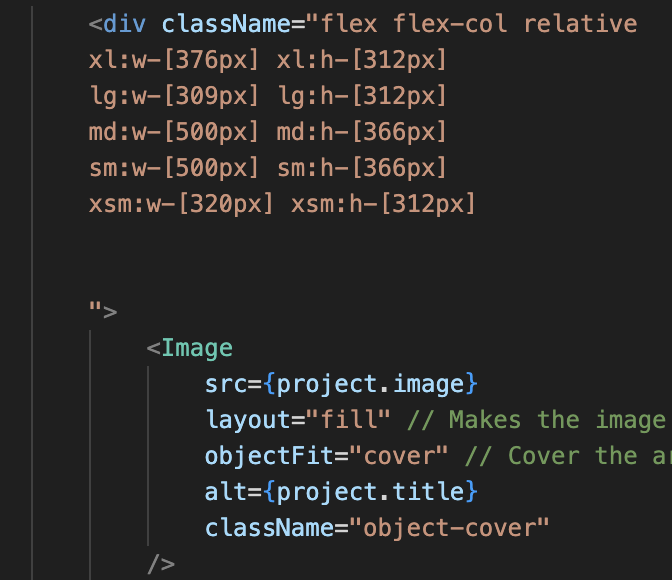 <div className="flex flex-col relative
xl:w-[376px] xl:h-[312px]
lg:w-[309px] lg:h-[312px]
md:w-[500px] md:h-[366px]
sm:w-[500px] sm:h-[366px]
xsm:w-[320px] xsm:h-[312px]
">
<Image
src={project.image}
layout="fill" // Makes the image
objectFit="cover" // Cover the
alt={project.title}
className="object-cover"
/>